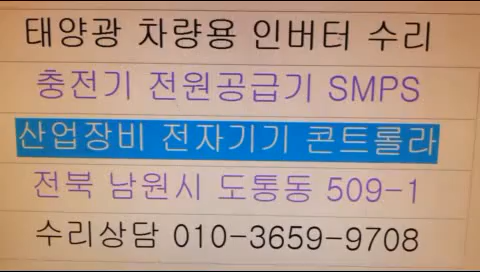 태양광 차량용 인버터 수리
충전기 전원공급기 SMPS
산업장비 전자기기 콘트롤라
전북 남원시 도통동 509-1
수리상담 010-3659-9708